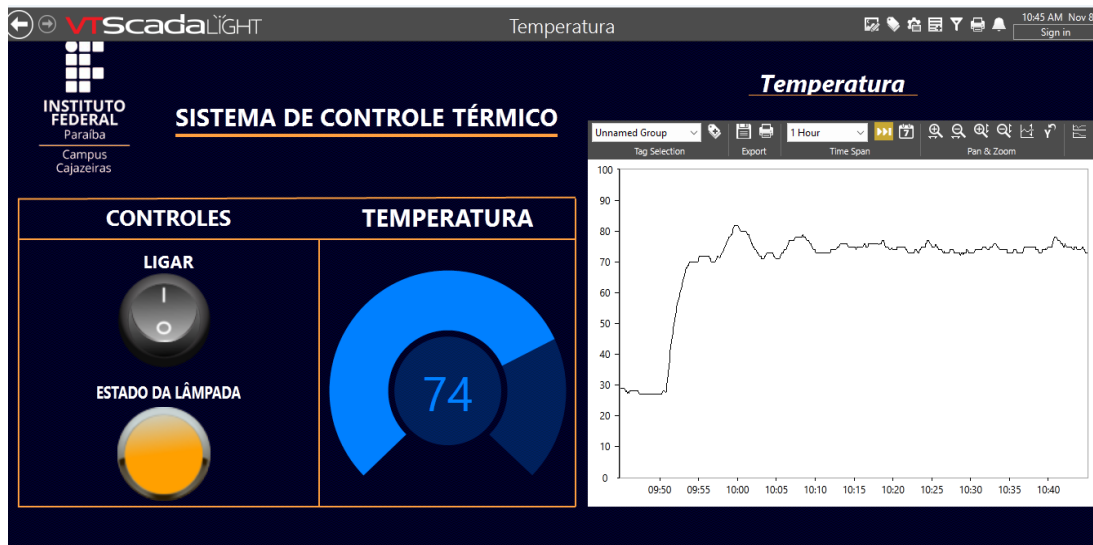 VTScadaLIGHT
Temperatura
10:45 AM Nov 8
Sign in
INSTITUTO
FEDERAL
Paraíba
Campus
Cajazeiras
SISTEMA DE CONTROLE TÉRMICO
CONTROLES
TEMPERATURA
LIGAR
ESTADO DA LÂMPADA
74
Temperatura
Unnamed Group
1 Hour
7
Tag Selection
Export
Time Span
Pan & Zoom
100
90
80
70
60
50
40
30
20
10
0
09:50 09:55 10:00 10:05 10:10 10:15 10:20 10:25 10:30 10:35 10:40